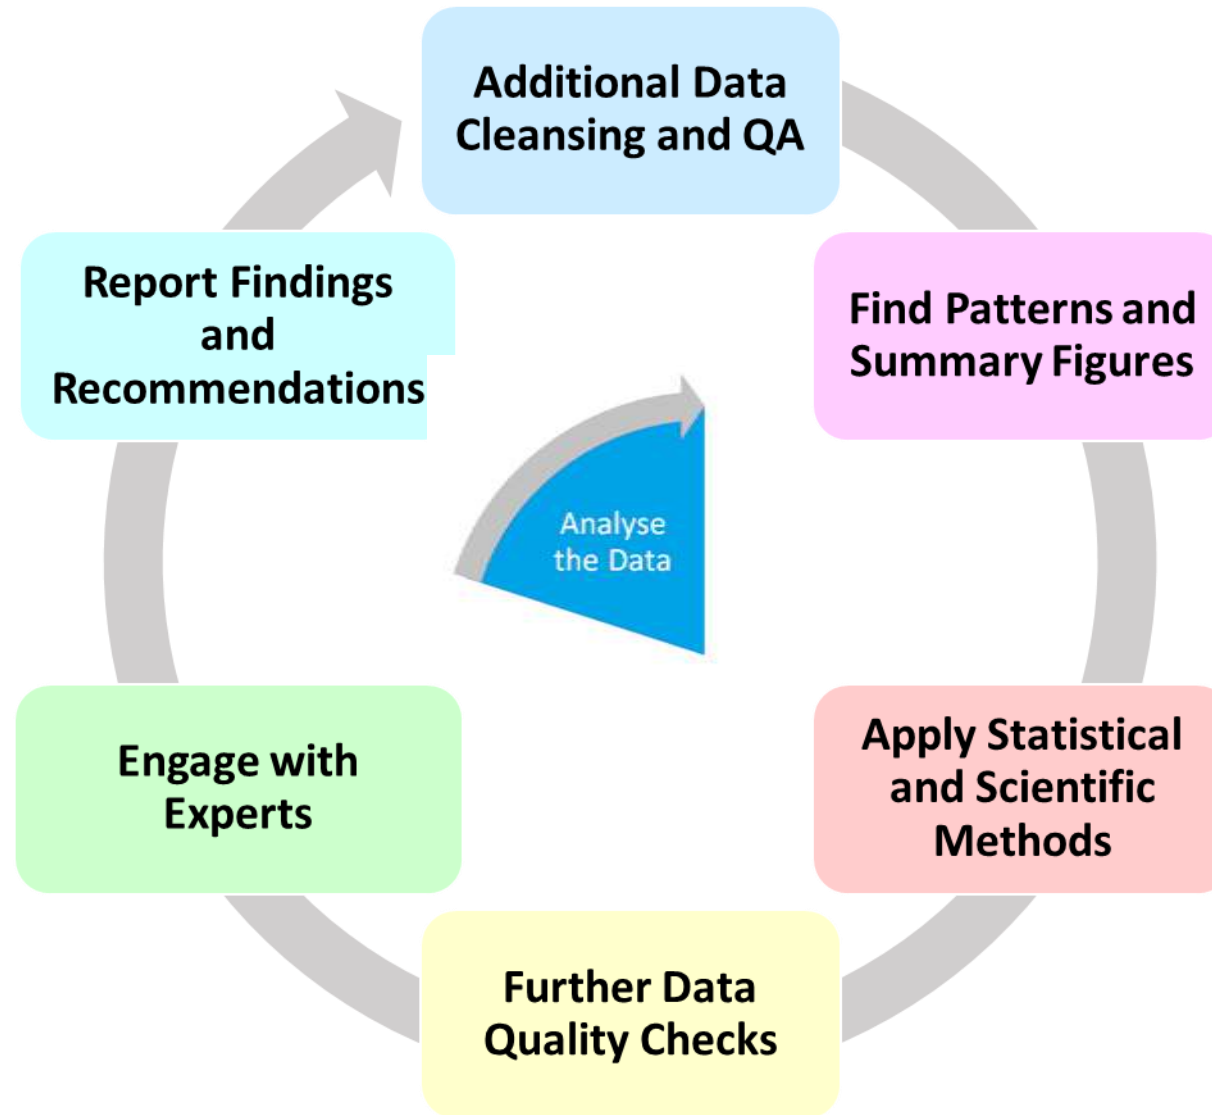 Additional Data
Cleansing and QA
Find Patterns and
Summary Figures
Apply Statistical
and Scientific
Methods
Further Data
Quality Checks
Engage with
Experts
Report Findings
and
Recommendations
Analyse
the Data